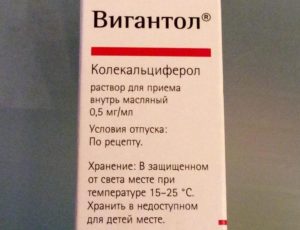 Вигантол®
Колекальциферол
раствор для приема
внутрь масляный
0,5 мг/мл
Условия отпуска:
По рецепту.
Хранение: В защищенном
от света месте при
температуре 15–25 °C.
Хранить в недоступном
для детей месте.